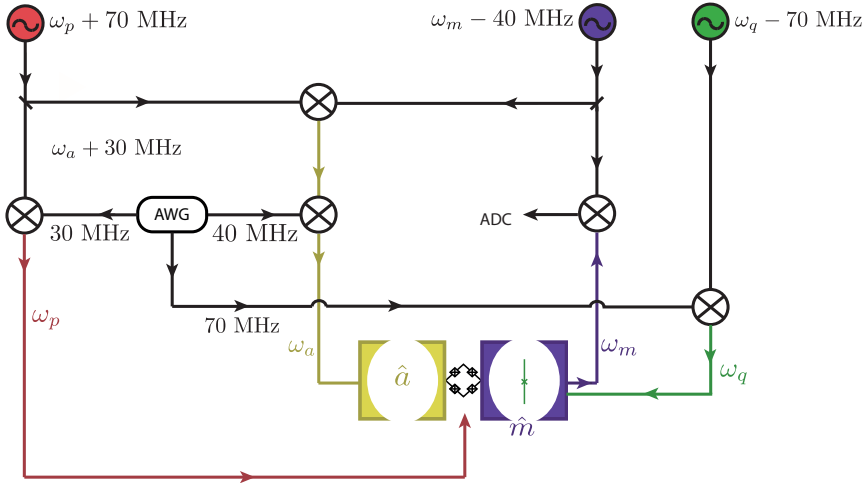 ω_p + 70 MHz
ω_m − 40 MHz
ω_q − 70 MHz
ω_a + 30 MHz
AWG
ADC
30 MHz
40 MHz
70 MHz
ω_p
ω_a
ω_m
ω_q
â
m̂